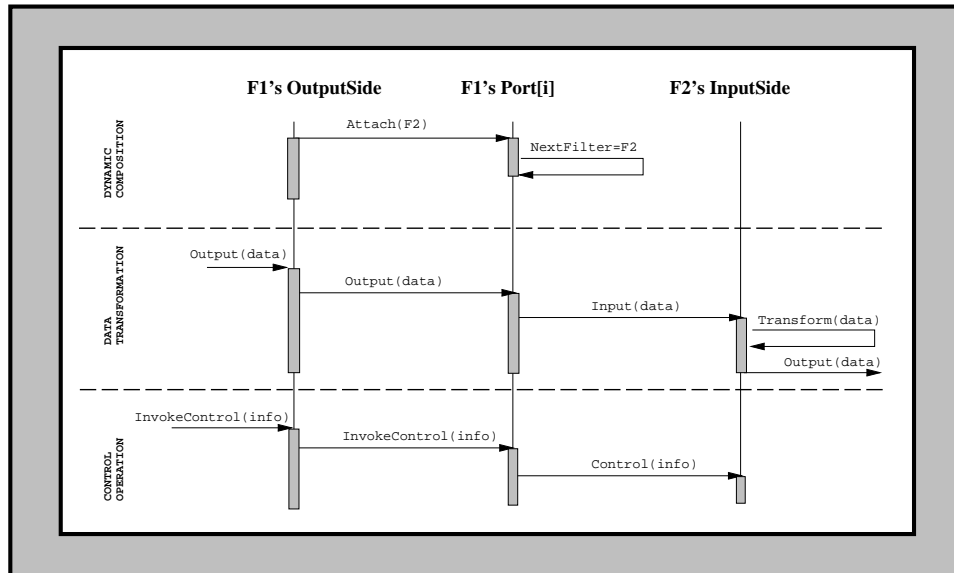 F1's OutputSide
F1's Port[i]
F2's InputSide
DYNAMIC
COMPOSITION
Attach(F2)
NextFilter=F2
DATA
TRANSFORMATION
Output(data)
Output(data)
Input(data)
Transform(data)
Output(data)
CONTROL
OPERATION
InvokeControl(info)
InvokeControl(info)
Control(info)